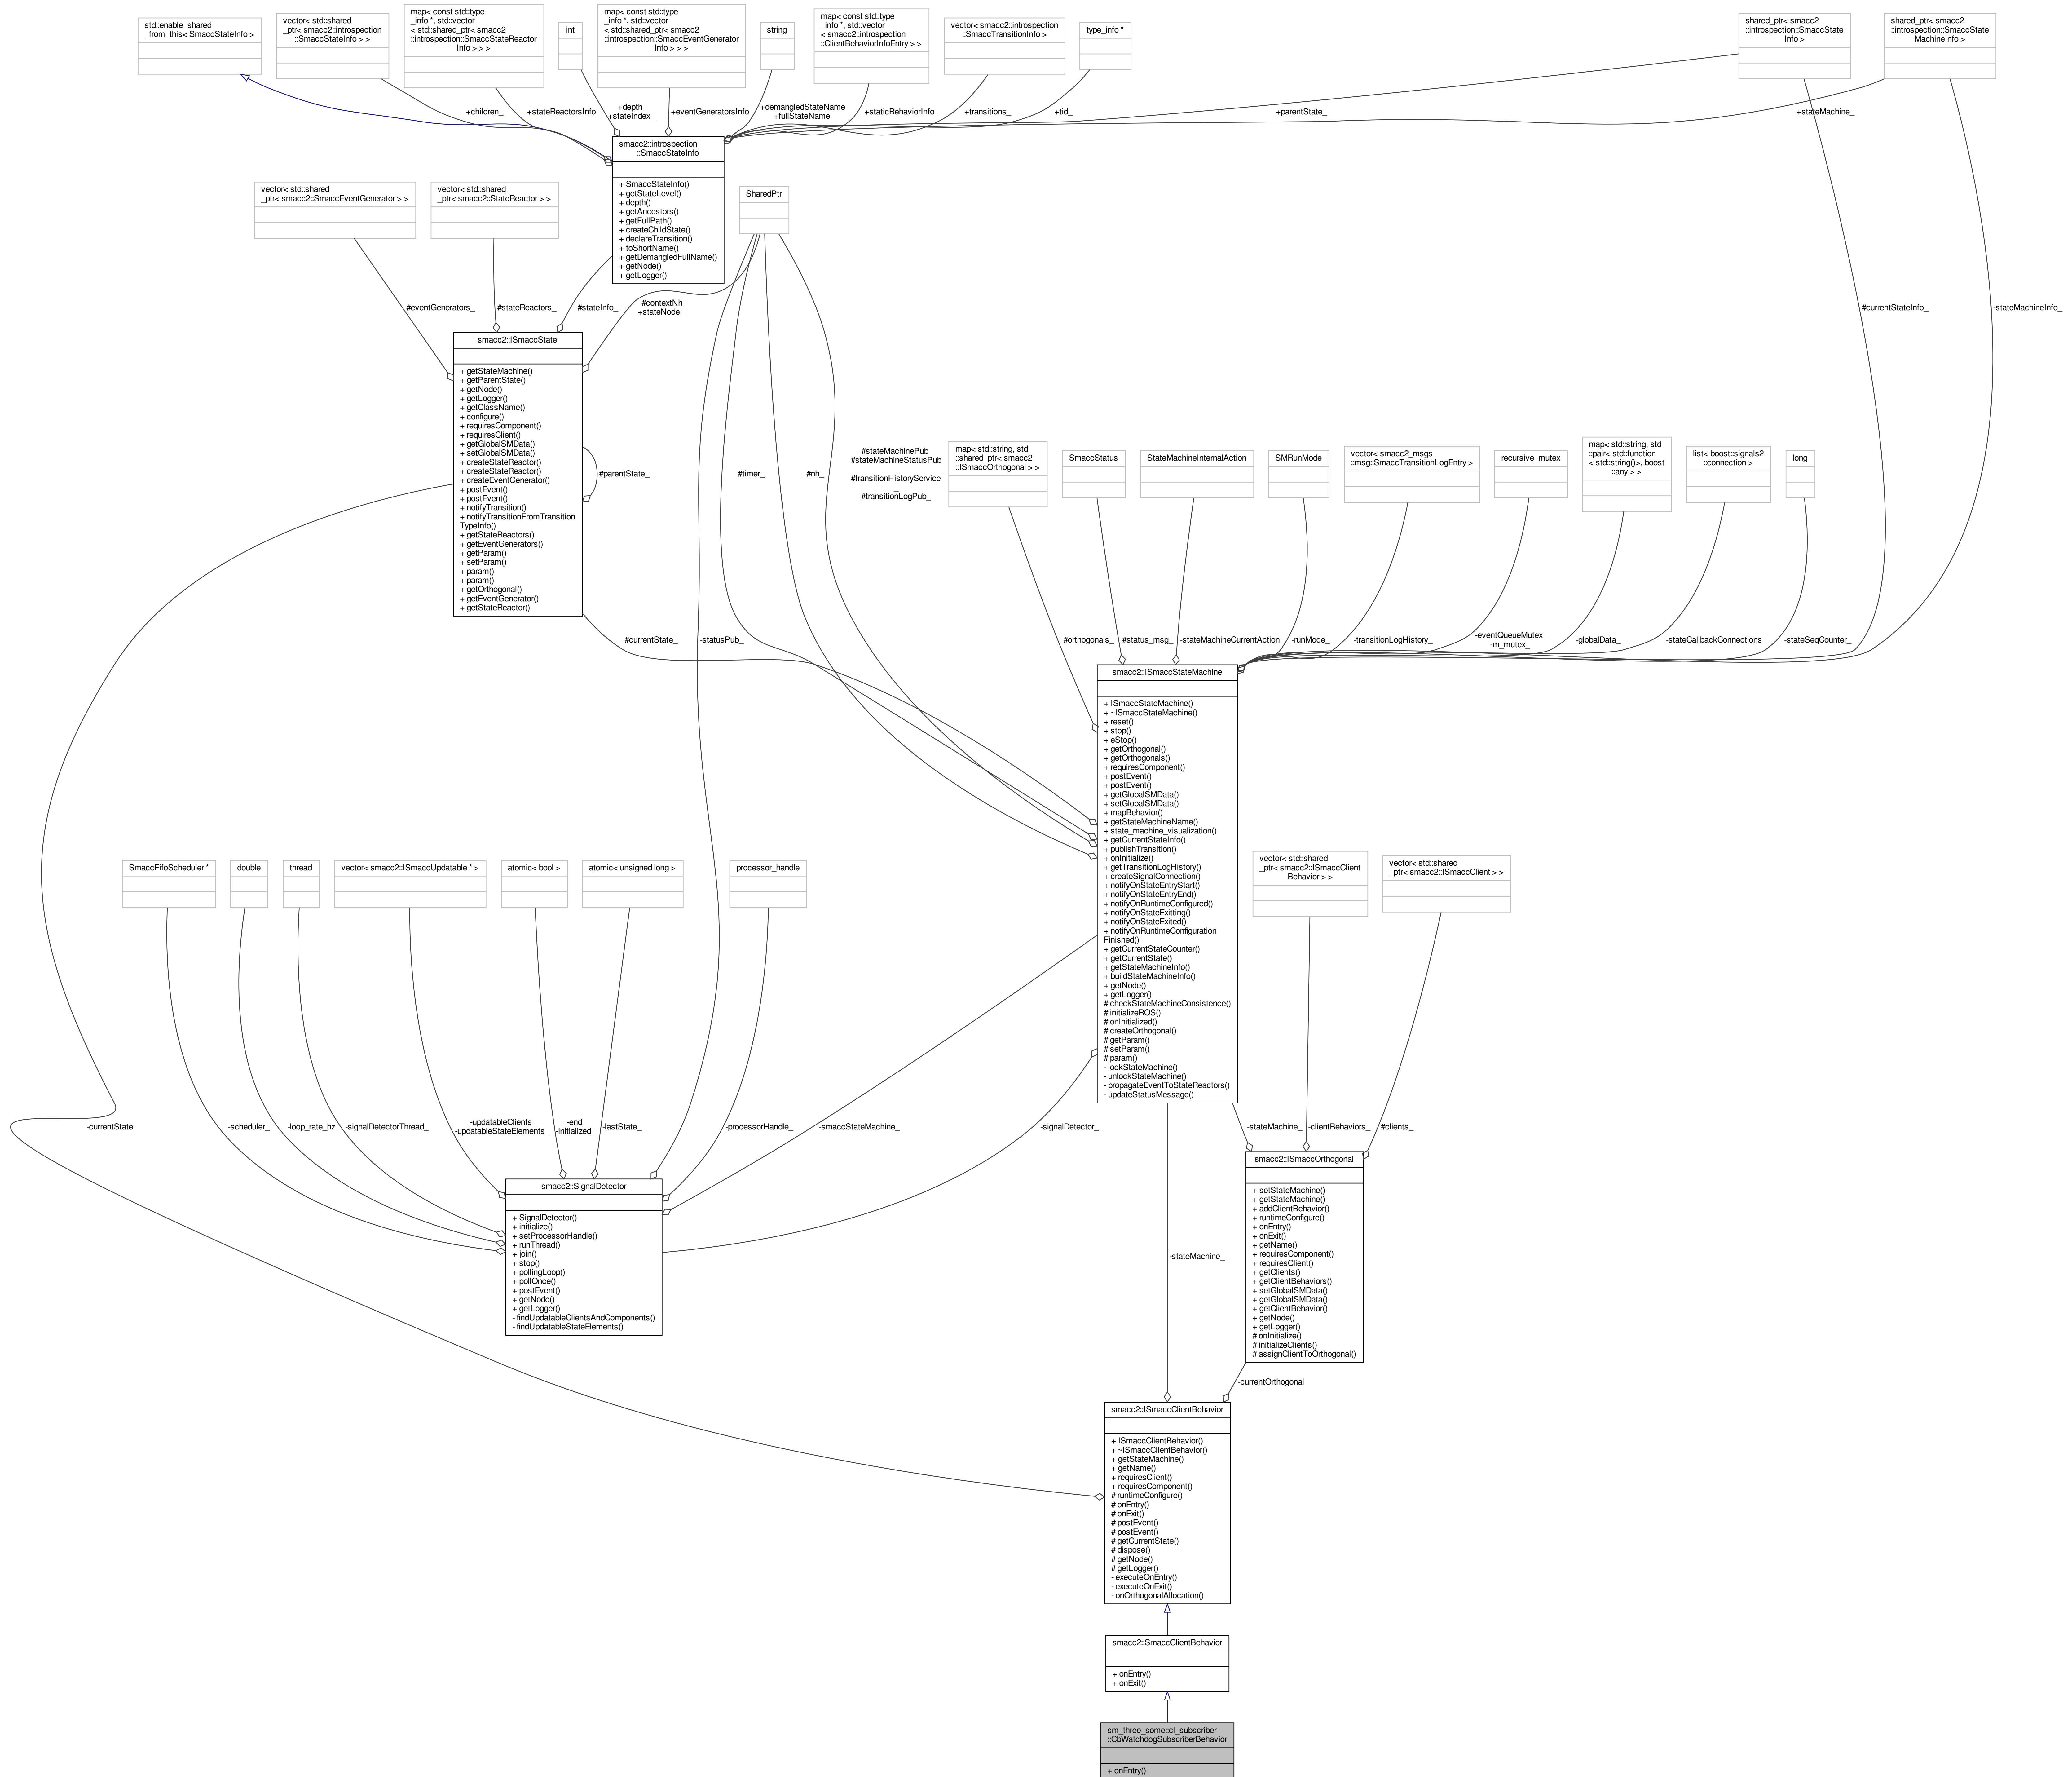 std::enable_shared
_from_this< SmaccStateInfo >
vector< std::shared
_ptr< smacc2::introspection
::SmaccStateInfo > >
map< const std::type
_info *, std::vector
< std::shared_ptr< smacc2
::introspection::SmaccStateReactor
Info > > >
int
map< const std::type
_info *, std::vector
< std::shared_ptr< smacc2
::introspection::SmaccEventGenerator
Info > > >
string
map< const std::type
_info *, std::vector
< smacc2::introspection
::ClientBehaviorInfoEntry > >
vector< smacc2::introspection
::SmaccTransitionInfo >
type_info *
shared_ptr< smacc2
::introspection::SmaccState
Info >
shared_ptr< smacc2
::introspection::SmaccState
MachineInfo >
+children_
+stateReactorsInfo
+depth_
+stateIndex_
+eventGeneratorsInfo
+demangledStateName
+fullStateName
+staticBehaviorInfo
+transitions_
+tid_
+parentState_
+stateMachine_
smacc2::introspection
::SmaccStateInfo
+ SmaccStateInfo()
+ getStateLevel()
+ depth()
+ getAncestors()
+ getFullPath()
+ createChildState()
+ declareTransition()
+ toShortName()
+ getDemangledFullName()
+ getNode()
+ getLogger()
vector< std::shared
_ptr< smacc2::SmaccEventGenerator > >
vector< std::shared
_ptr< smacc2::StateReactor > >
SharedPtr
#eventGenerators_
#stateReactors_
#stateInfo_
#contextNh
+stateNode_
#currentStateInfo_
-stateMachineInfo_
smacc2::ISmaccState
+ getStateMachine()
+ getParentState()
+ getNode()
+ getLogger()
+ getClassName()
+ configure()
+ requiresComponent()
+ requiresClient()
+ getGlobalSMData()
+ setGlobalSMData()
+ createStateReactor()
+ createStateReactor()
+ createEventGenerator()
+ postEvent()
+ postEvent()
+ notifyTransition()
+ notifyTransitionFromTransition
TypeInfo()
+ getStateReactors()
+ getEventGenerators()
+ getParam()
+ setParam()
+ param()
+ param()
+ getOrthogonal()
+ getEventGenerator()
+ getStateReactor()
#parentState_
#timer_
#nh_
#stateMachinePub_
#stateMachineStatusPub
_
#transitionHistoryService
_
#transitionLogPub_
map< std::string, std
::shared_ptr< smacc2
::ISmaccOrthogonal > >
SmaccStatus
StateMachineInternalAction
SMRunMode
vector< smacc2_msgs
::msg::SmaccTransitionLogEntry >
recursive_mutex
map< std::string, std
::pair< std::function
< std::string()>, boost
::any > >
list< boost::signals2
::connection >
long
#currentState_
-statusPub_
#orthogonals_
#status_msg_
-stateMachineCurrentAction
-runMode_
-transitionLogHistory_
-eventQueueMutex_
-m_mutex_
-globalData_
-stateCallbackConnections
-stateSeqCounter_
smacc2::ISmaccStateMachine
+ ISmaccStateMachine()
+ ~ISmaccStateMachine()
+ reset()
+ stop()
+ eStop()
+ getOrthogonal()
+ getOrthogonals()
+ requiresComponent()
+ postEvent()
+ postEvent()
+ getGlobalSMData()
+ setGlobalSMData()
+ mapBehavior()
+ getStateMachineName()
+ state_machine_visualization()
+ getCurrentStateInfo()
+ publishTransition()
+ onInitialize()
+ getTransitionLogHistory()
+ createSignalConnection()
+ notifyOnStateEntryStart()
+ notifyOnStateEntryEnd()
+ notifyOnRuntimeConfigured()
+ notifyOnStateExitting()
+ notifyOnStateExited()
+ notifyOnRuntimeConfiguration
Finished()
+ getCurrentStateCounter()
+ getCurrentState()
+ getStateMachineInfo()
+ buildStateMachineInfo()
+ getNode()
+ getLogger()
# checkStateMachineConsistence()
# initializeROS()
# onInitialized()
# createOrthogonal()
# getParam()
# setParam()
# param()
- lockStateMachine()
- unlockStateMachine()
- propagateEventToStateReactors()
- updateStatusMessage()
SmaccFifoScheduler *
double
thread
vector< smacc2::ISmaccUpdatable * >
atomic< bool >
atomic< unsigned long >
processor_handle
vector< std::shared
_ptr< smacc2::ISmaccClient
Behavior > >
vector< std::shared
_ptr< smacc2::ISmaccClient > >
-currentState
-scheduler_
-loop_rate_hz
-signalDetectorThread_
-updatableClients_
-updatableStateElements_
-end_
-initialized_
-lastState_
-processorHandle_
-smaccStateMachine_
-signalDetector_
-stateMachine_
-clientBehaviors_
#clients_
smacc2::SignalDetector
+ SignalDetector()
+ initialize()
+ setProcessorHandle()
+ runThread()
+ join()
+ stop()
+ pollingLoop()
+ pollOnce()
+ postEvent()
+ getNode()
+ getLogger()
- findUpdatableClientsAndComponents()
- findUpdatableStateElements()
smacc2::ISmaccOrthogonal
+ setStateMachine()
+ getStateMachine()
+ addClientBehavior()
+ runtimeConfigure()
+ onEntry()
+ onExit()
+ getName()
+ requiresComponent()
+ requiresClient()
+ getClients()
+ getClientBehaviors()
+ setGlobalSMData()
+ getGlobalSMData()
+ getClientBehavior()
+ getNode()
+ getLogger()
# onInitialize()
# initializeClients()
# assignClientToOrthogonal()
-stateMachine_
-currentOrthogonal
smacc2::ISmaccClientBehavior
+ ISmaccClientBehavior()
+ ~ISmaccClientBehavior()
+ getStateMachine()
+ getName()
+ requiresClient()
+ requiresComponent()
# runtimeConfigure()
# onEntry()
# onExit()
# postEvent()
# postEvent()
# getCurrentState()
# dispose()
# getNode()
# getLogger()
- executeOnEntry()
- executeOnExit()
- onOrthogonalAllocation()
smacc2::SmaccClientBehavior
+ onEntry()
+ onExit()
sm_three_some::cl_subscriber
::CbWatchdogSubscriberBehavior
+ onEntry()